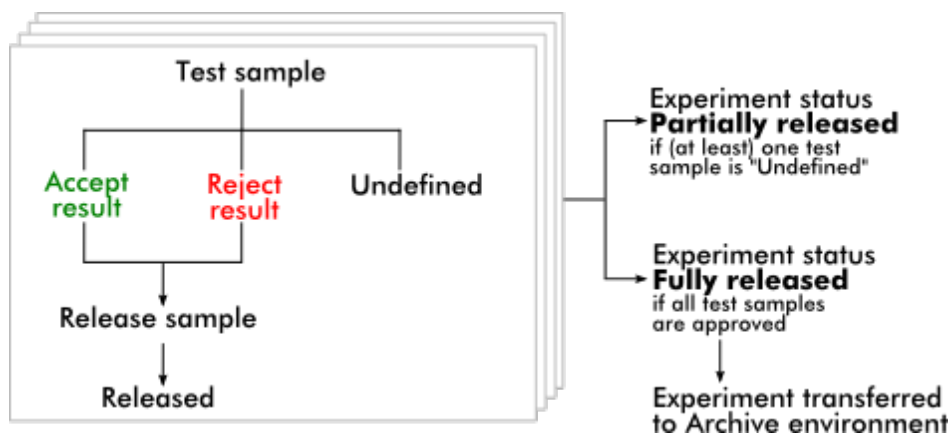 Test sample
Accept
result
Reject
result
Undefined
Release sample
Released
Experiment status
Partially released
if (at least) one test
sample is "Undefined"
Experiment status
Fully released
if all test samples
are approved
Experiment transferred
to Archive environment